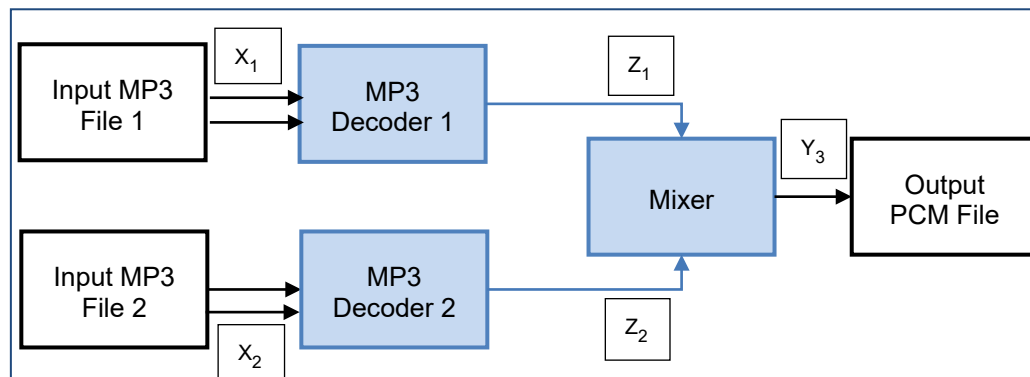 X₁
Z₁
Input MP3
File 1
MP3
Decoder 1
Y₃
Mixer
Output
PCM File
Input MP3
File 2
MP3
Decoder 2
X₂
Z₂